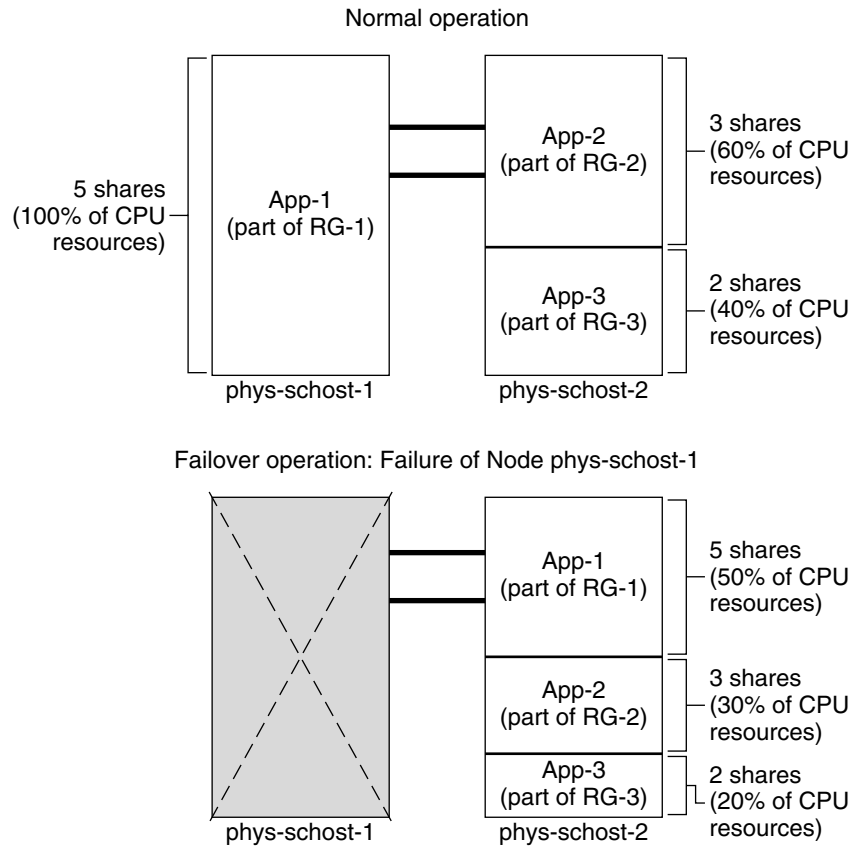 Normal operation
5 shares
(100% of CPU
resources)
App-1
(part of RG-1)
App-2
(part of RG-2)
3 shares
(60% of CPU
resources)
App-3
(part of RG-3)
2 shares
(40% of CPU
resources)
phys-schost-1
phys-schost-2
Failover operation: Failure of Node phys-schost-1
App-1
(part of RG-1)
5 shares
(50% of CPU
resources)
App-2
(part of RG-2)
3 shares
(30% of CPU
resources)
App-3
(part of RG-3)
2 shares
(20% of CPU
resources)
phys-schost-1
phys-schost-2